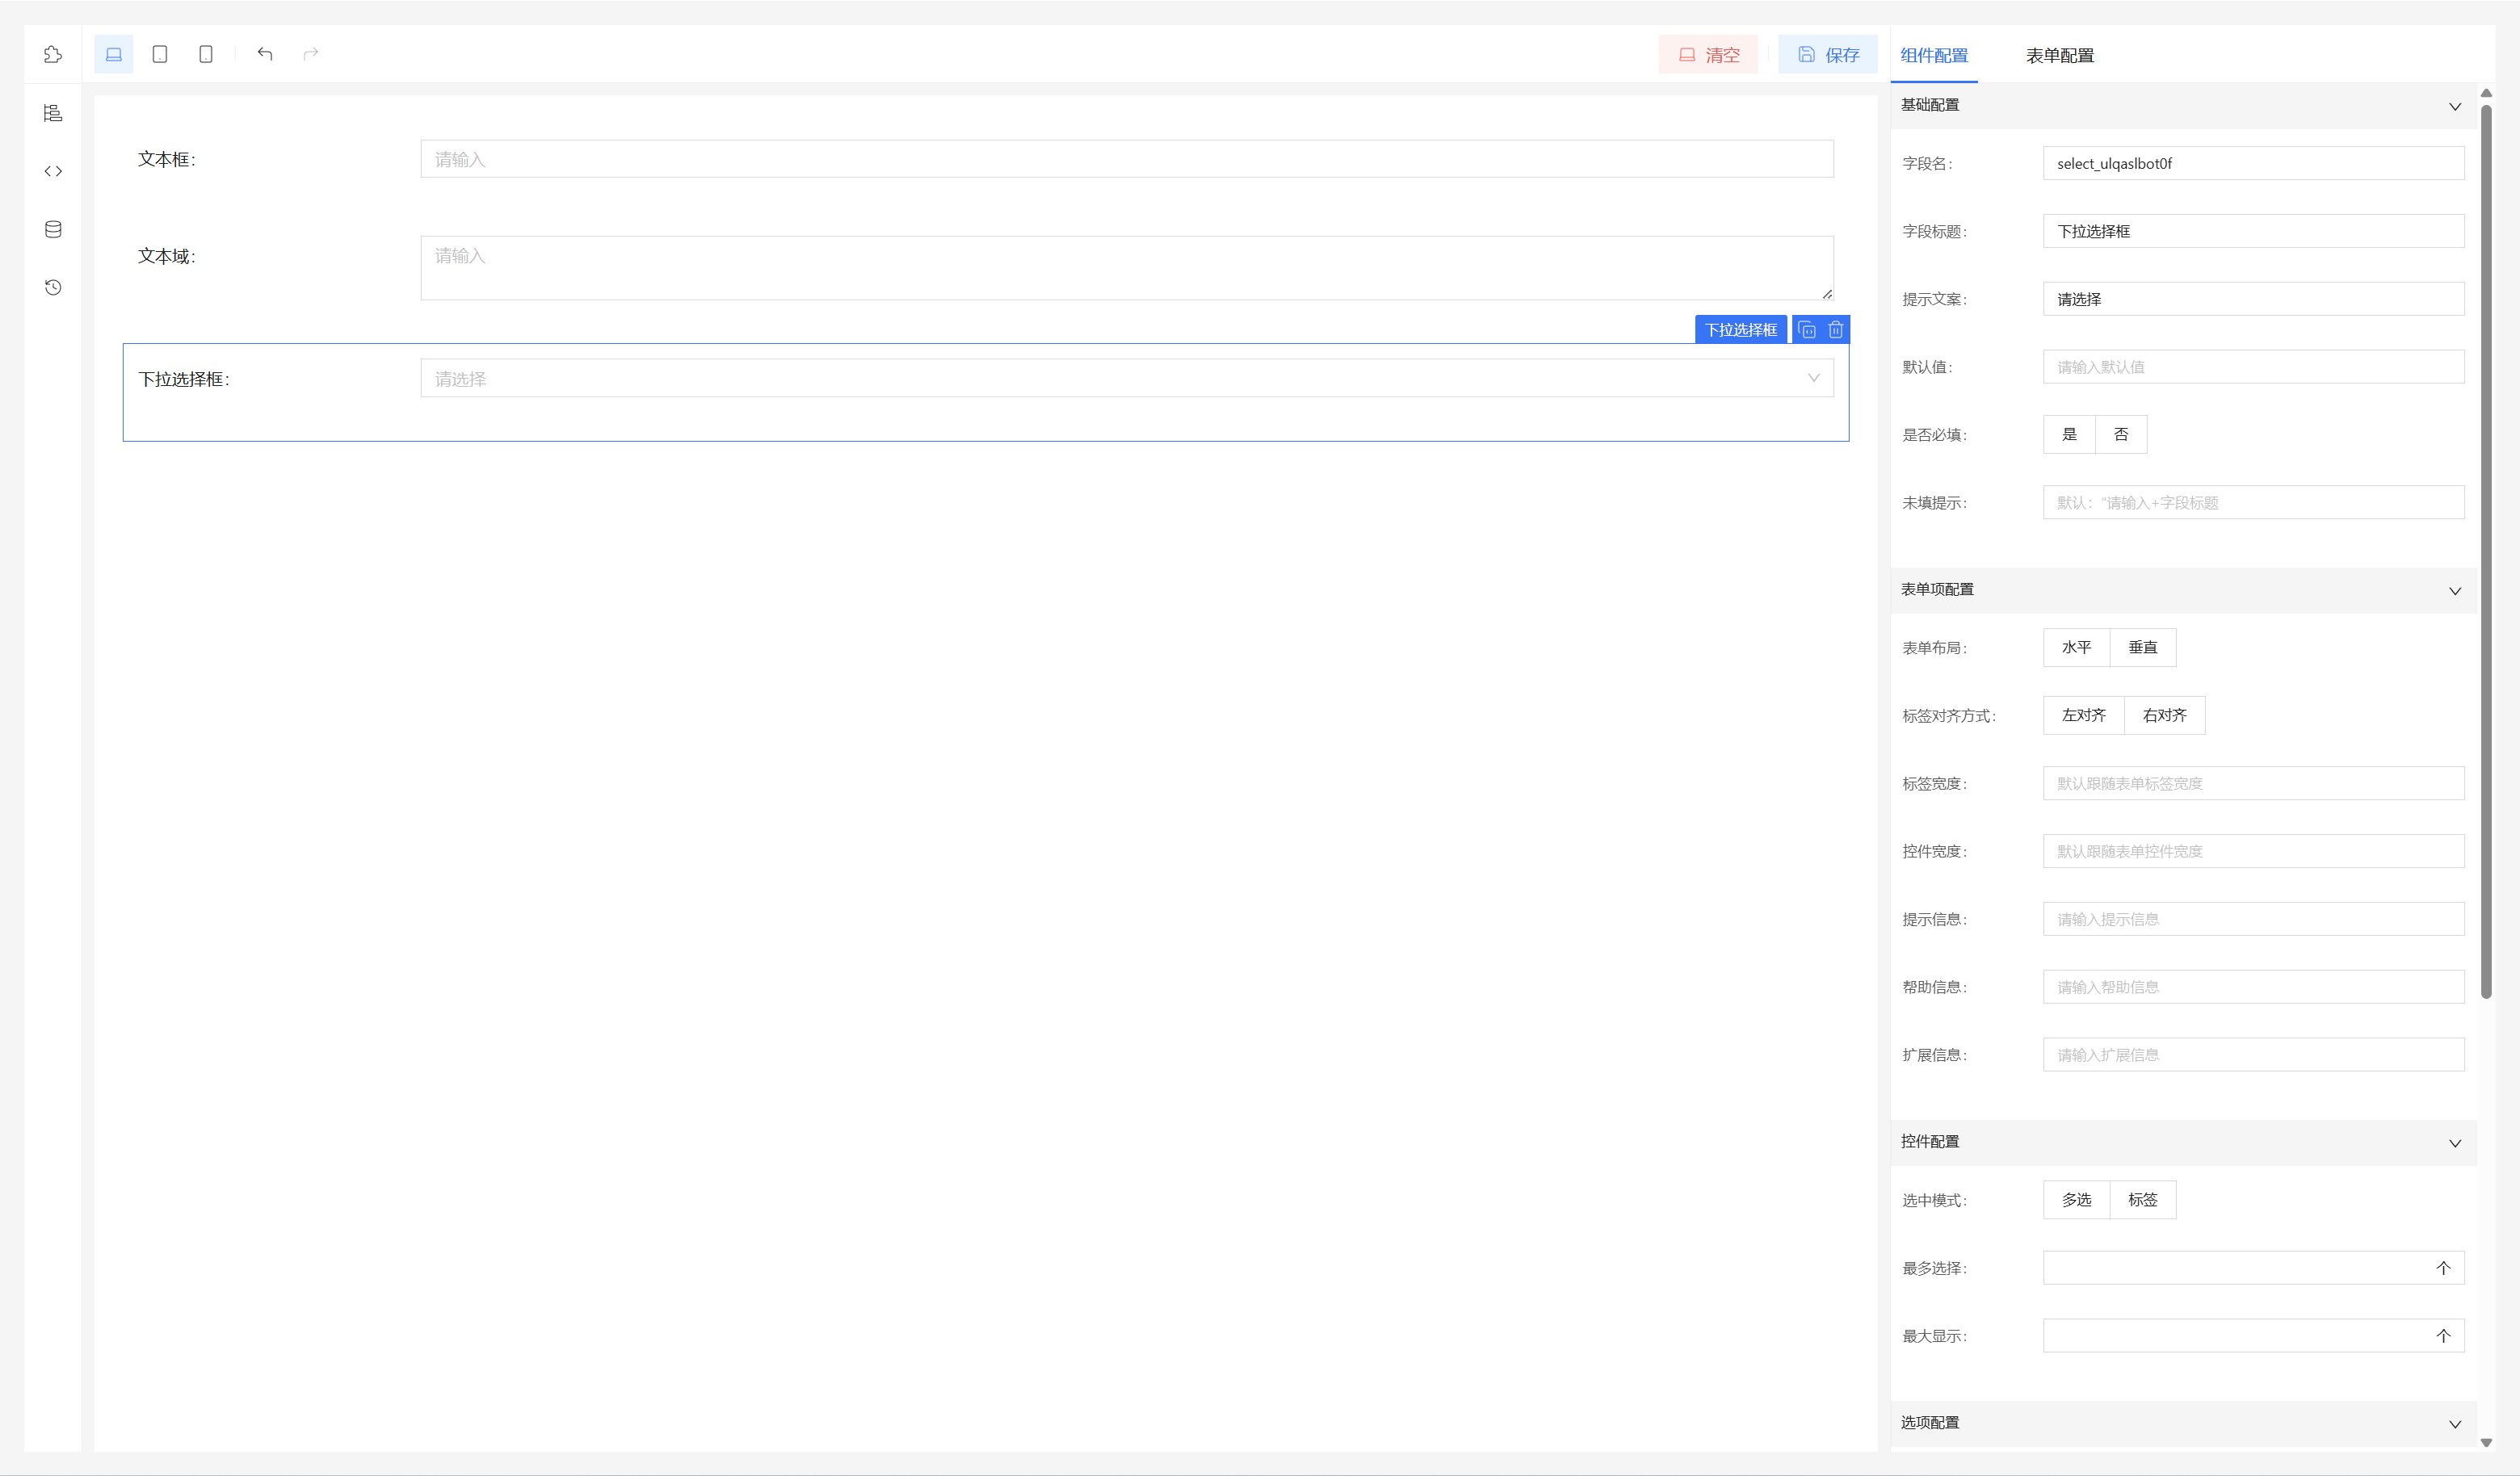 清空
保存
组件配置
表单配置
文本框:
请输入
文本域:
请输入
下拉选择框
下拉选择框:
请选择
基础配置
字段名:
select_ulqaslbot0f
字段标题:
下拉选择框
提示文案:
请选择
默认值:
请输入默认值
是否必填:
是
否
未填提示:
默认："请输入+字段标题
表单项配置
表单布局:
水平
垂直
标签对齐方式:
左对齐
右对齐
标签宽度:
默认跟随表单标签宽度
控件宽度:
默认跟随表单控件宽度
提示信息:
请输入提示信息
帮助信息:
请输入帮助信息
扩展信息:
请输入扩展信息
控件配置
选中模式:
多选
标签
最多选择:
个
最大显示:
个
选项配置